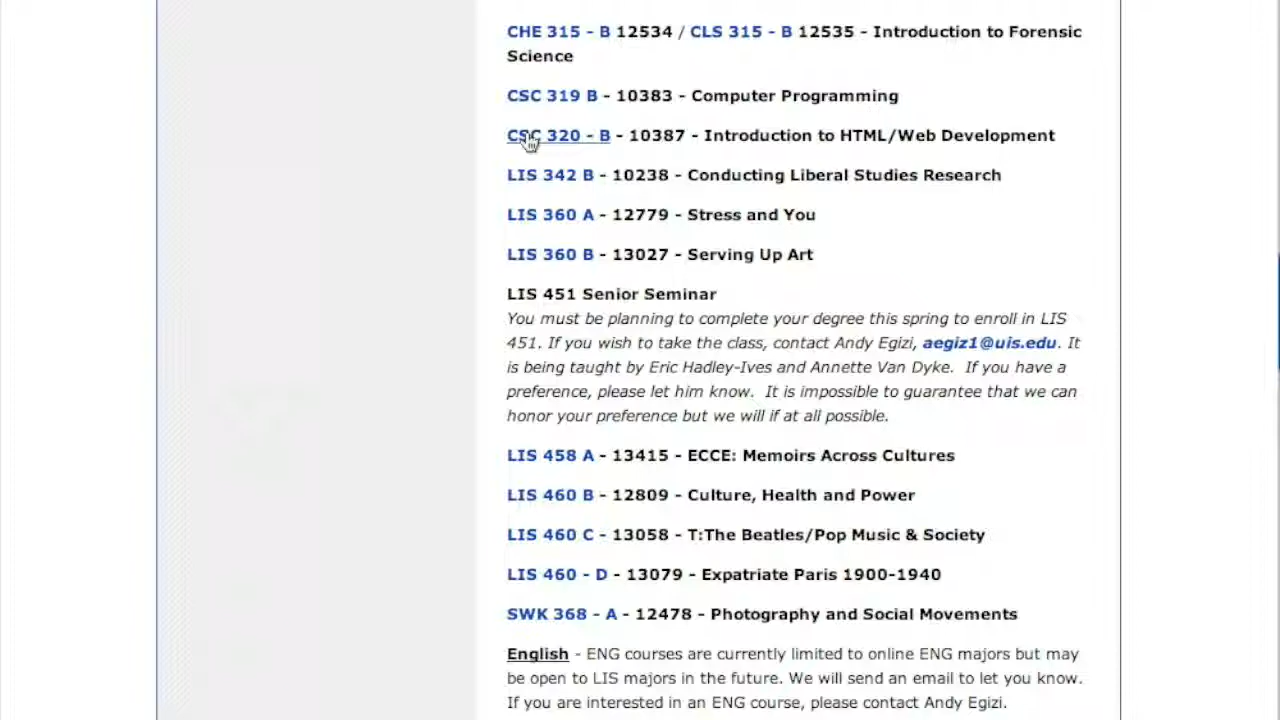 CHE 315 - B 12534 / CLS 315 - B 12535 - Introduction to Forensic
Science
CSC 319 B - 10383 - Computer Programming
CSC 320 - B - 10387 - Introduction to HTML/Web Development
LIS 342 B - 10238 - Conducting Liberal Studies Research
LIS 360 A - 12779 - Stress and You
LIS 360 B - 13027 - Serving Up Art
LIS 451 Senior Seminar
You must be planning to complete your degree this spring to enroll in LIS
451. If you wish to take the class, contact Andy Egizi, aegiz1@uis.edu. It
is being taught by Eric Hadley-Ives and Annette Van Dyke.  If you have a
preference, please let him know.  It is impossible to guarantee that we can
honor your preference but we will if at all possible.
LIS 458 A - 13415 - ECCE: Memoirs Across Cultures
LIS 460 B - 12809 - Culture, Health and Power
LIS 460 C - 13058 - T:The Beatles/Pop Music & Society
LIS 460 - D - 13079 - Expatriate Paris 1900-1940
SWK 368 - A - 12478 - Photography and Social Movements
English - ENG courses are currently limited to online ENG majors but may
be open to LIS majors in the future. We will send an email to let you know.
If you are interested in an ENG course, please contact Andy Egizi.